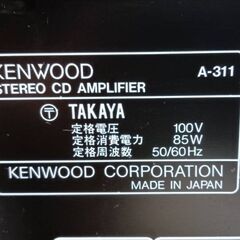 KENWOOD A-311
STEREO CD AMPLIFIER
〒 TAKAYA
定格電圧 100V
定格消費電力 85W
定格周波数 50/60Hz
KENWOOD CORPORATION
MADE IN JAPAN